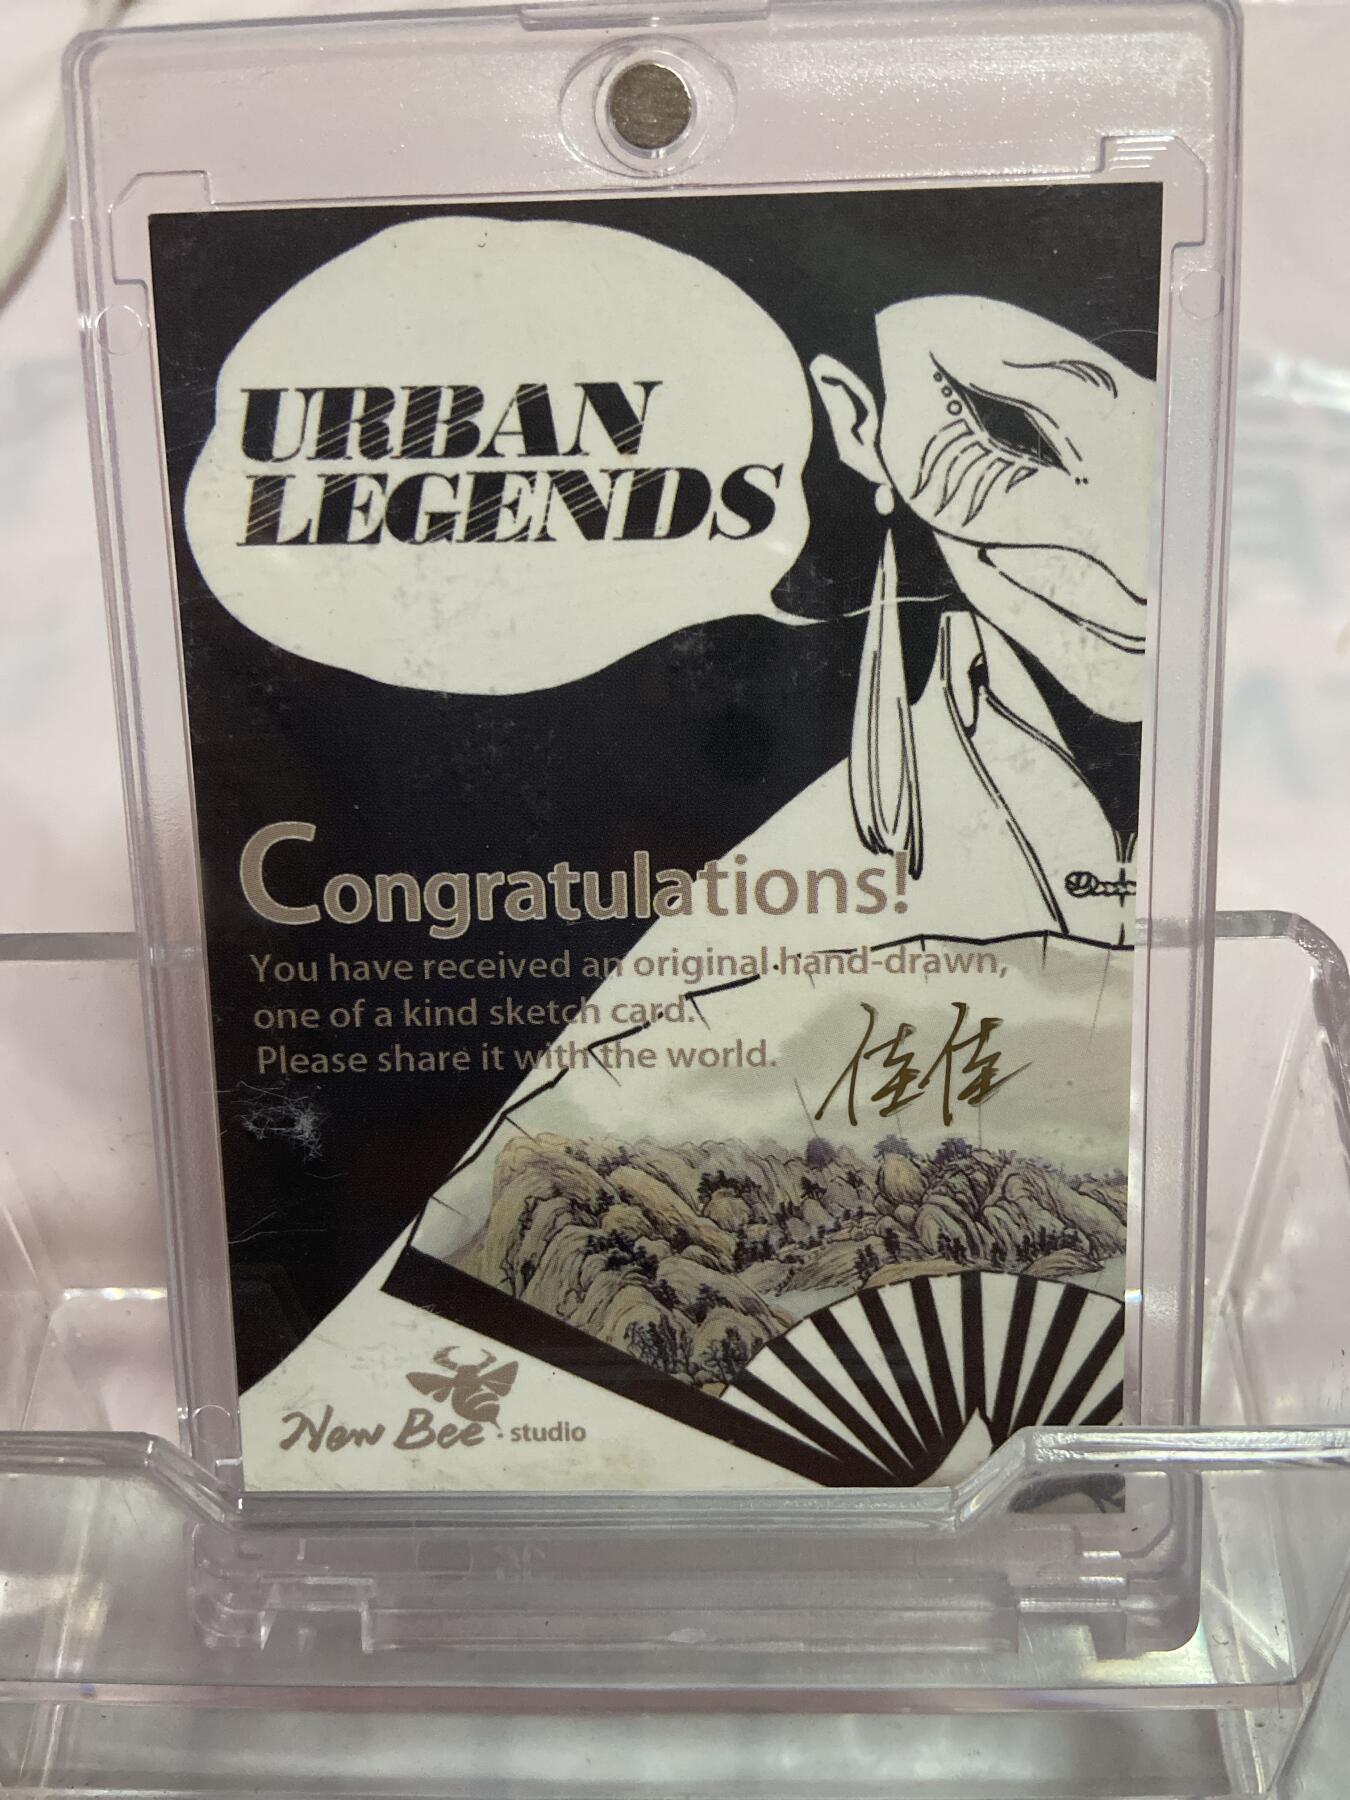 URBAN
LEGENDS
Congratulations!
You have received an original hand-drawn,
one of a kind sketch card.
Please share it with the world.
佳佳
New Bee · studio